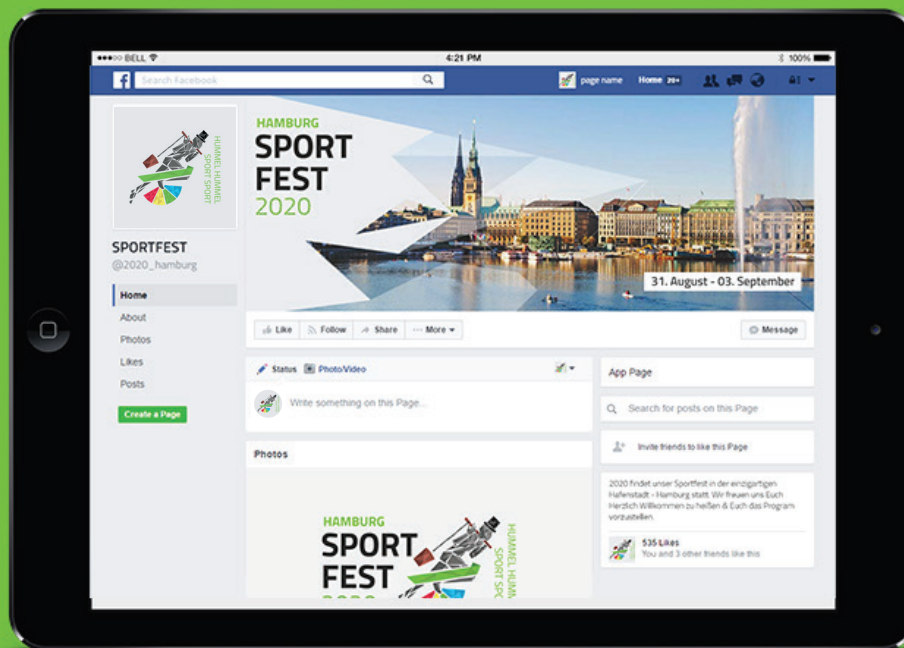 BELL
4:21 PM
100%
Search Facebook
page name
Home 20+
HUMMEL HUMMEL
SPORT SPORT
SPORTFEST
@2020_hamburg
Home
About
Photos
Likes
Posts
Create a Page
HAMBURG
SPORT
FEST
2020
31. August - 03. September
Like
Follow
Share
More
Message
Status
Photo/Video
Write something on this Page...
Photos
HAMBURG
SPORT
FEST
2020
App Page
Search for posts on this Page
Invite friends to like this Page
2020 findet unser Sportfest in der einzigartigen
Hafenstadt - Hamburg statt. Wir freuen uns Euch
Herzlich Willkommen zu heißen & Euch das Program
vorzustellen.
535 Likes
You and 3 other friends like this